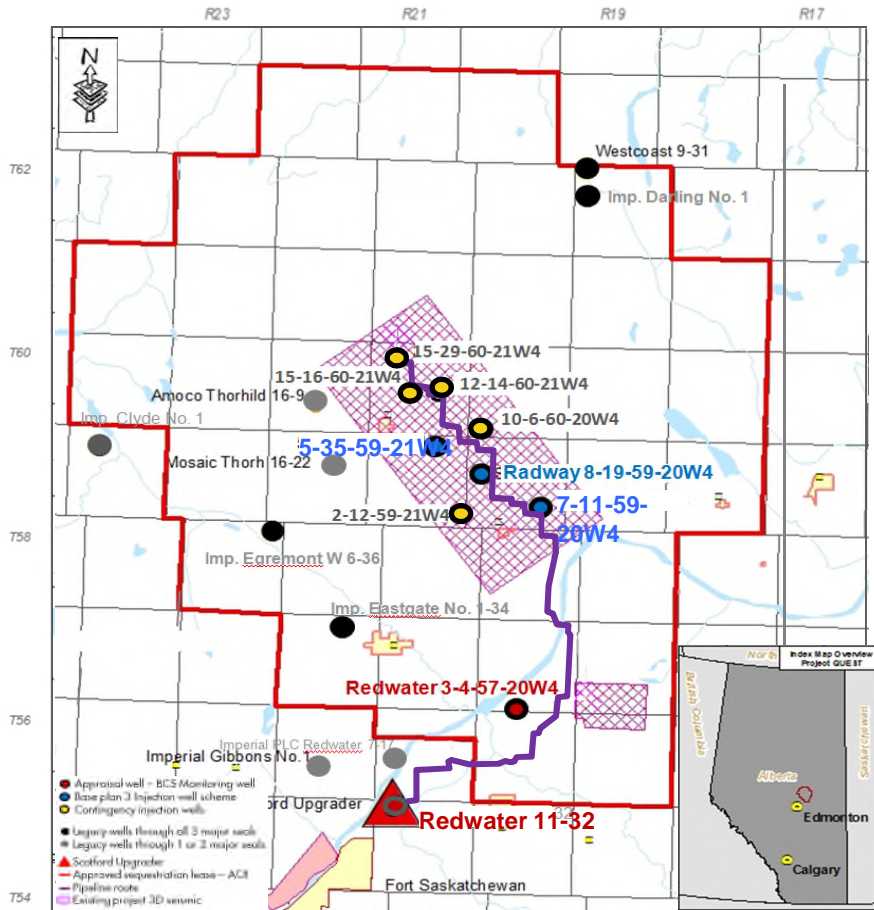 R23
R21
R19
R17
N
762
760
758
756
754
Westcoast 9-31
Imp. Darling No. 1
15-29-60-21W4
15-16-60-21W4
12-14-60-21W4
Amoco Thorhild 16-9
10-6-60-20W4
Imp. Clyde No. 1
5-35-59-21W4
Mosaic Thorh 16-22
Radway 8-19-59-20W4
7-11-59-
20W4
2-12-59-21W4
Imp. Egremont W 6-36
Imp. Eastgate No. 1-34
Redwater 3-4-57-20W4
Imperial PLC Redwater 7-17
Imperial Gibbons No.1
ord Upgrader
Redwater 11-32
Fort Saskatchewan
Appraisal well – BCS Monitoring well
Base plan 3 Injection well scheme
Contingency injection wells
Legacy wells through all 3 major seals
Legacy wells through 1 or 2 major seals
Scotford Upgrader
Approved sequestration lease – AOI
Pipeline route
Existing project 3D seismic
Index Map Overview
Project QUEST
North
British Columbia
Alberta
Saskatchewan
Edmonton
Calgary